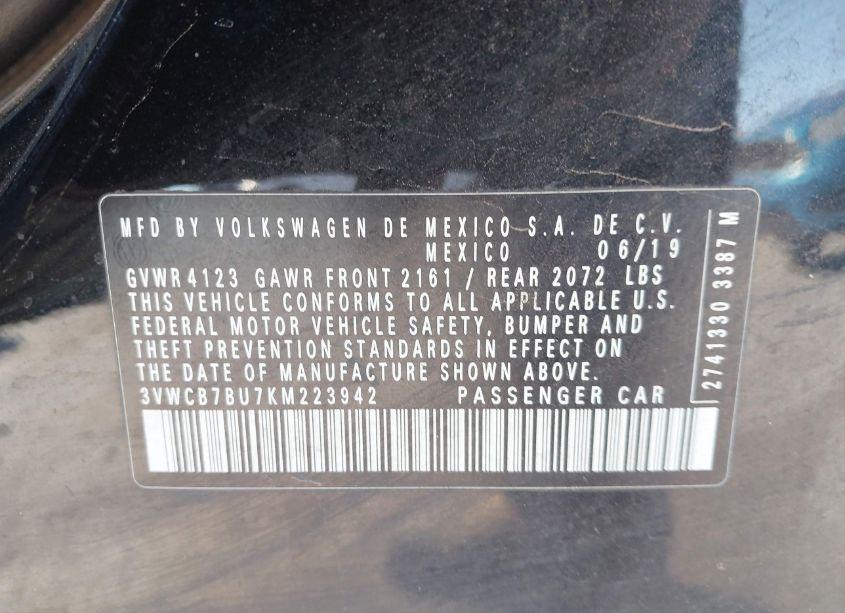 MFD BY VOLKSWAGEN DE MEXICO S.A. DE C.V.
MEXICO 06/19
GVWR 4123 GAWR FRONT 2161 / REAR 2072 LBS
THIS VEHICLE CONFORMS TO ALL APPLICABLE U.S.
FEDERAL MOTOR VEHICLE SAFETY, BUMPER AND
THEFT PREVENTION STANDARDS IN EFFECT ON
THE DATE OF MANUFACTURE SHOWN ABOVE.
3VWCB7BU7KM223942 PASSENGER CAR
2741330 3387 M